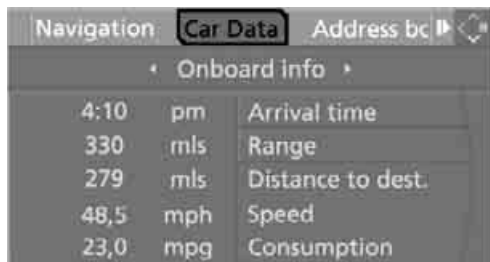 Navigation Car Data Address bc
Onboard info
4:10 pm Arrival time
330 mls Range
279 mls Distance to dest.
48,5 mph Speed
23,0 mpg Consumption